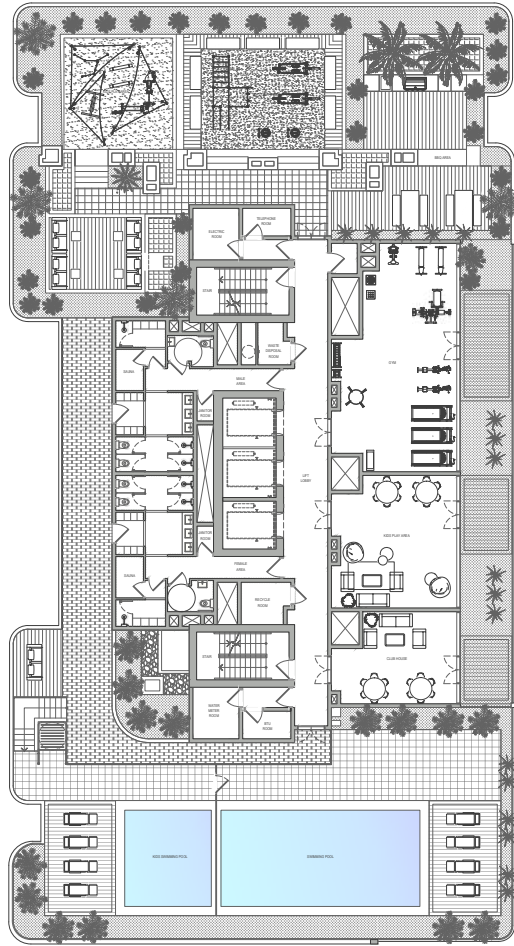 BBQ AREA
TELEPHONE
ROOM
ELECTRIC
ROOM
STAIR
WASTE
DISPOSAL
ROOM
GYM
SAUNA
MALE
AREA
JANITOR
ROOM
LIFT
LOBBY
KIDS PLAY AREA
JANITOR
ROOM
FEMALE
AREA
SAUNA
RECYCLE
ROOM
STAIR
CLUB HOUSE
WATER
METER
ROOM
RTU
ROOM
KIDS SWIMMING POOL
SWIMMING POOL